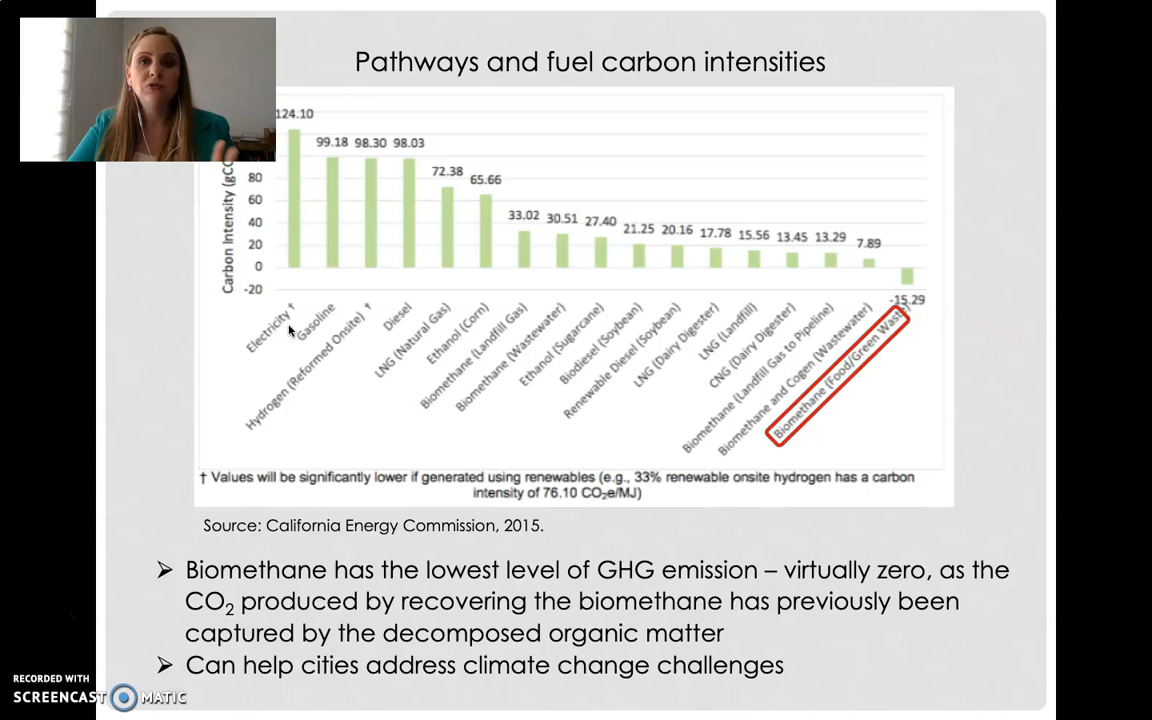 Pathways and fuel carbon intensities
124.10
99.18 98.30 98.03
72.38
65.66
33.02 30.51 27.40 21.25 20.16 17.78 15.56 13.45 13.29 7.89
-15.29
Carbon Intensity
80
60
40
20
0
-20
Electricity †
Gasoline
Hydrogen (Reformed Onsite) †
Diesel
LNG (Natural Gas)
Ethanol (Corn)
Biomethane (Landfill Gas)
Biomethane (Wastewater)
Ethanol (Sugarcane)
Biodiesel (Soybean)
Renewable Diesel (Soybean)
LNG (Dairy Digester)
LNG (Landfill)
CNG (Dairy Digester)
Biomethane (Landfill Gas to Pipeline)
Biomethane and Cogen (Wastewater)
Biomethane (Food/Green Waste)
† Values will be significantly lower if generated using renewables (e.g., 33% renewable onsite hydrogen has a carbon
intensity of 76.10 CO₂e/MJ)
Source: California Energy Commission, 2015.
➢ Biomethane has the lowest level of GHG emission – virtually zero, as the
CO₂ produced by recovering the biomethane has previously been
captured by the decomposed organic matter
➢ Can help cities address climate change challenges
RECORDED WITH
SCREENCAST MATIC